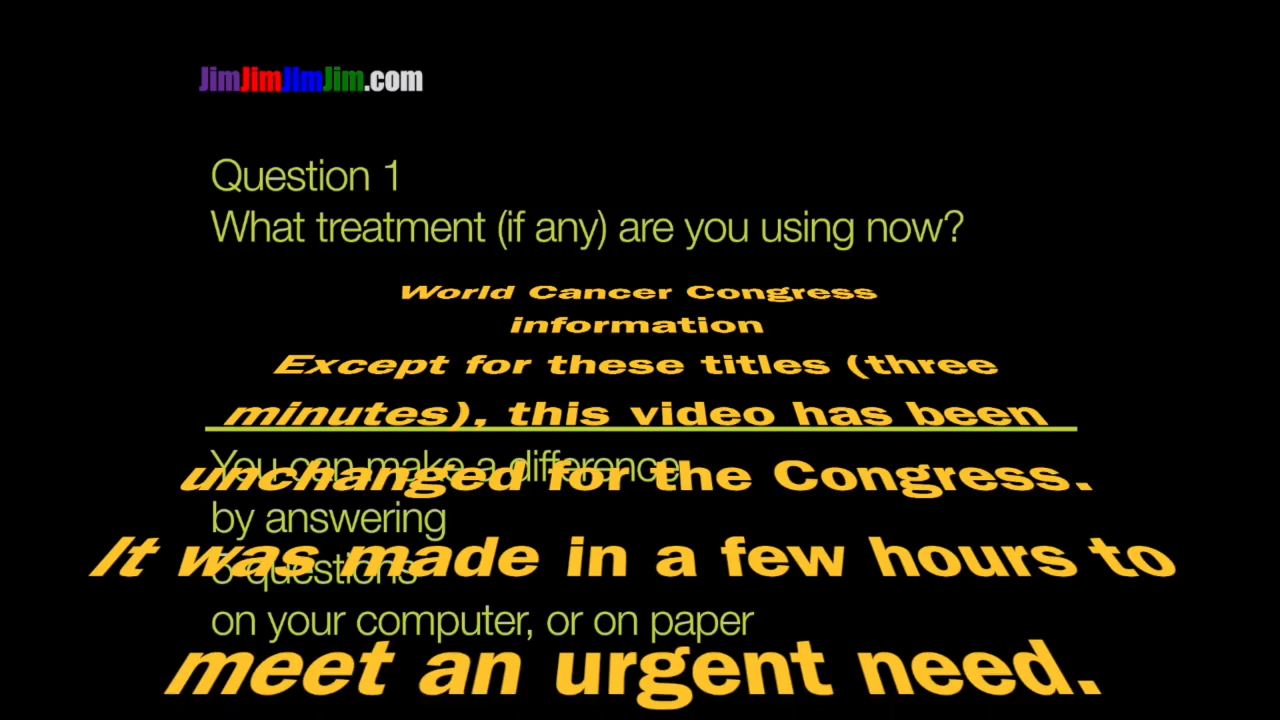 JimJimJimJim.com
Question 1
What treatment (if any) are you using now?
World Cancer Congress
information
Except for these titles (three
minutes), this video has been
You can make a difference
unchanged for the Congress.
by answering
It was made in a few hours to
questions
on your computer, or on paper
meet an urgent need.